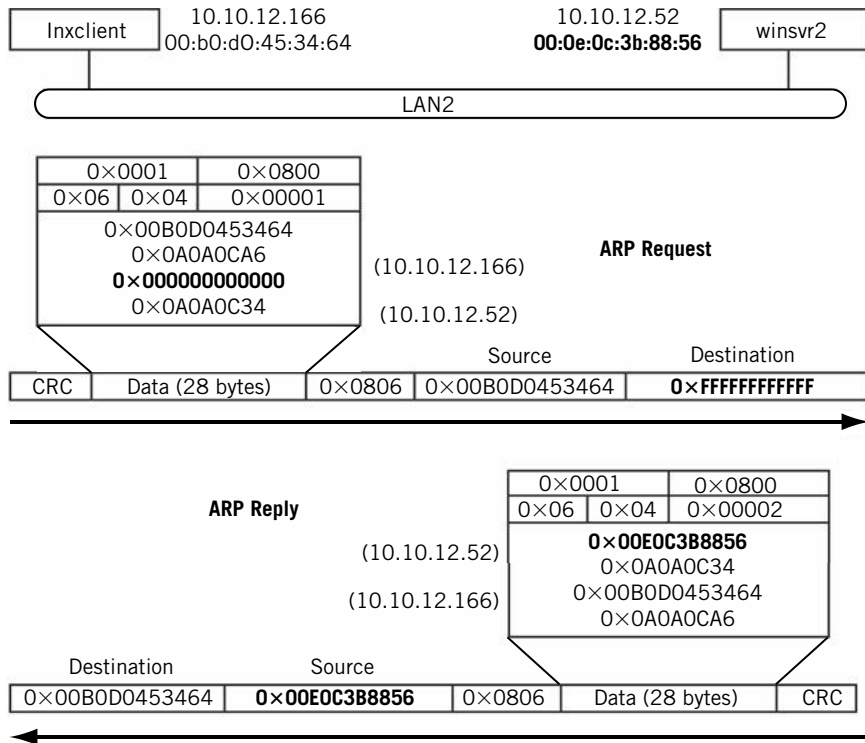 lnxclient
10.10.12.166
00:b0:d0:45:34:64
10.10.12.52
00:0e:0c:3b:88:56
winsvr2
LAN2
0×0001 0×0800
0×06 0×04 0×00001
0×00B0D0453464
0×0A0A0CA6
0×000000000000
0×0A0A0C34
(10.10.12.166)
(10.10.12.52)
ARP Request
Source Destination
CRC Data (28 bytes) 0×0806 0×00B0D0453464 0×FFFFFFFFFFFF
ARP Reply
(10.10.12.52)
(10.10.12.166)
0×0001 0×0800
0×06 0×04 0×00002
0×00E0C3B8856
0×0A0A0C34
0×00B0D0453464
0×0A0A0CA6
Destination Source
0×00B0D0453464 0×00E0C3B8856 0×0806 Data (28 bytes) CRC